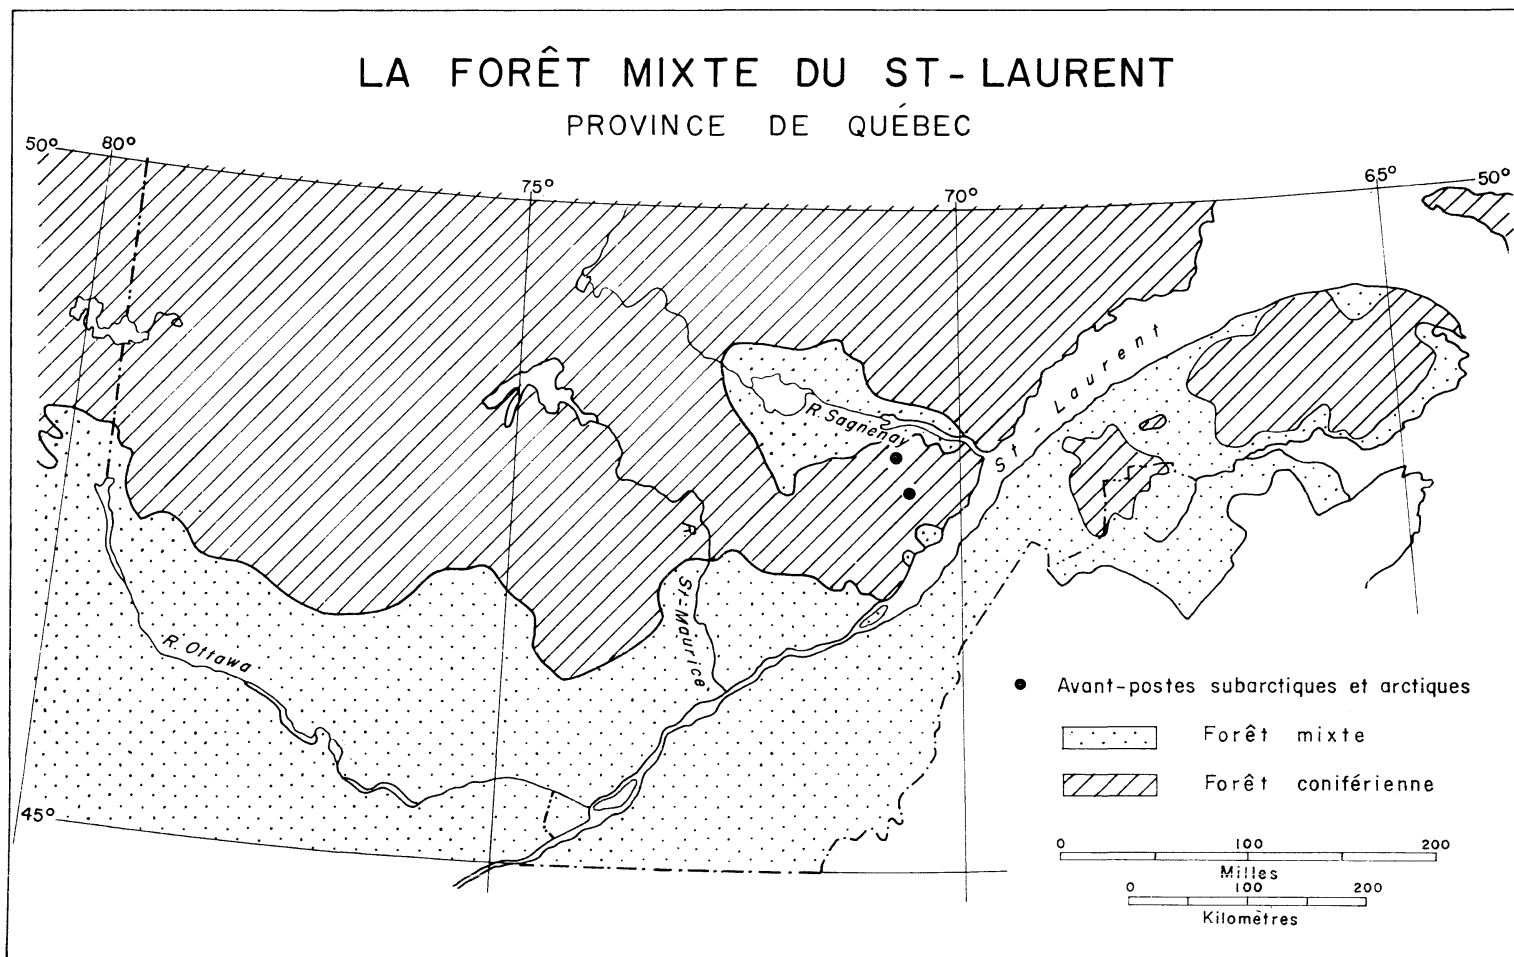 LA FORÊT MIXTE DU ST-LAURENT
PROVINCE DE QUÉBEC
50° 80°
75°
70°
65° 50°
St-Laurent
R. Sagnenay
R. St-Maurice
R. Ottawa
45°
Avant-postes subarctiques et arctiques
Forêt mixte
Forêt coniférienne
0 100 200
Milles
0 100 200
Kilomètres